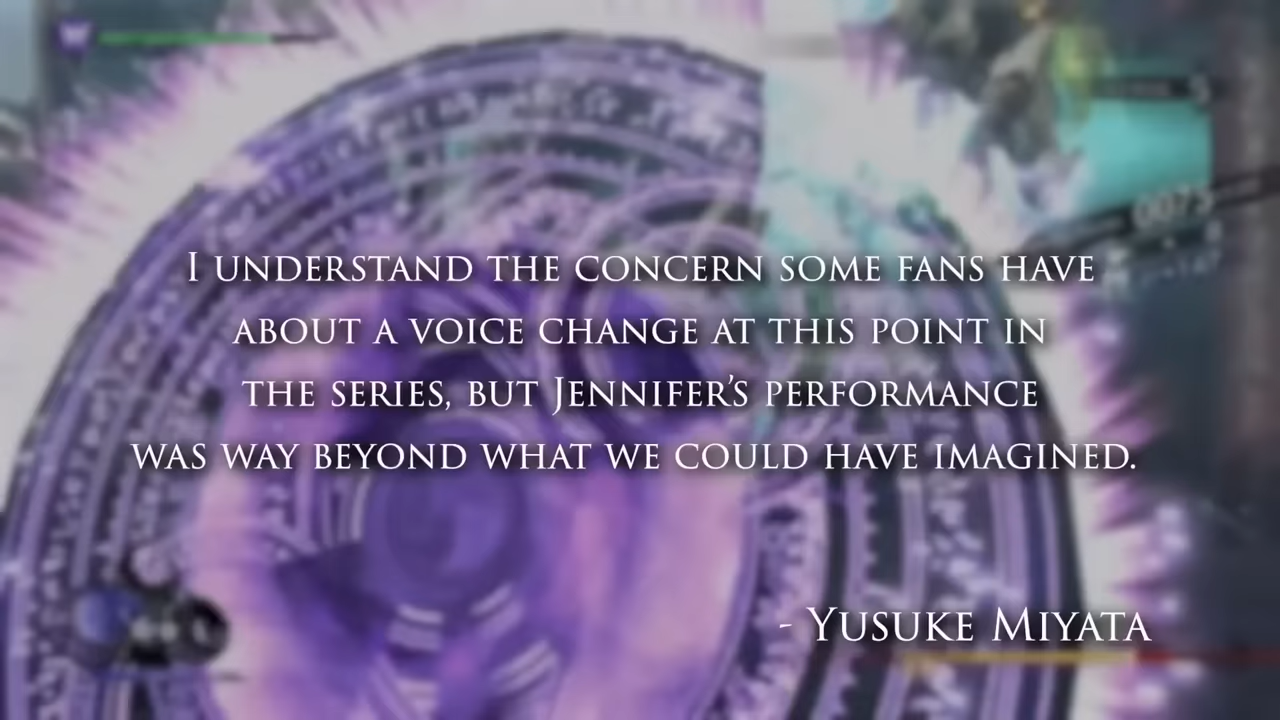 0075
I UNDERSTAND THE CONCERN SOME FANS HAVE
ABOUT A VOICE CHANGE AT THIS POINT IN
THE SERIES, BUT JENNIFER'S PERFORMANCE
WAS WAY BEYOND WHAT WE COULD HAVE IMAGINED.
- YUSUKE MIYATA